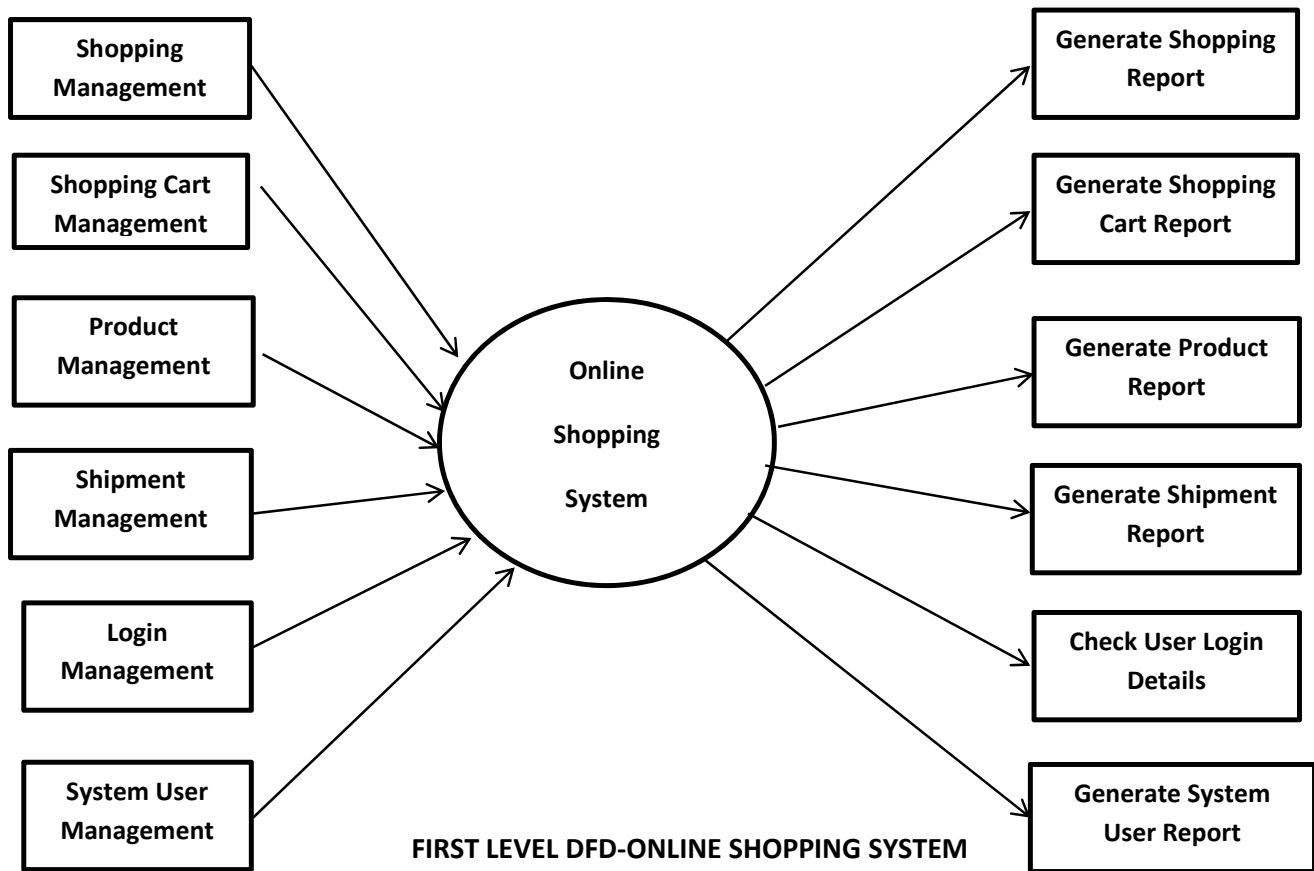 Shopping
Management
Shopping Cart
Management
Product
Management
Shipment
Management
Login
Management
System User
Management
Online
Shopping
System
Generate Shopping
Report
Generate Shopping
Cart Report
Generate Product
Report
Generate Shipment
Report
Check User Login
Details
Generate System
User Report
FIRST LEVEL DFD-ONLINE SHOPPING SYSTEM